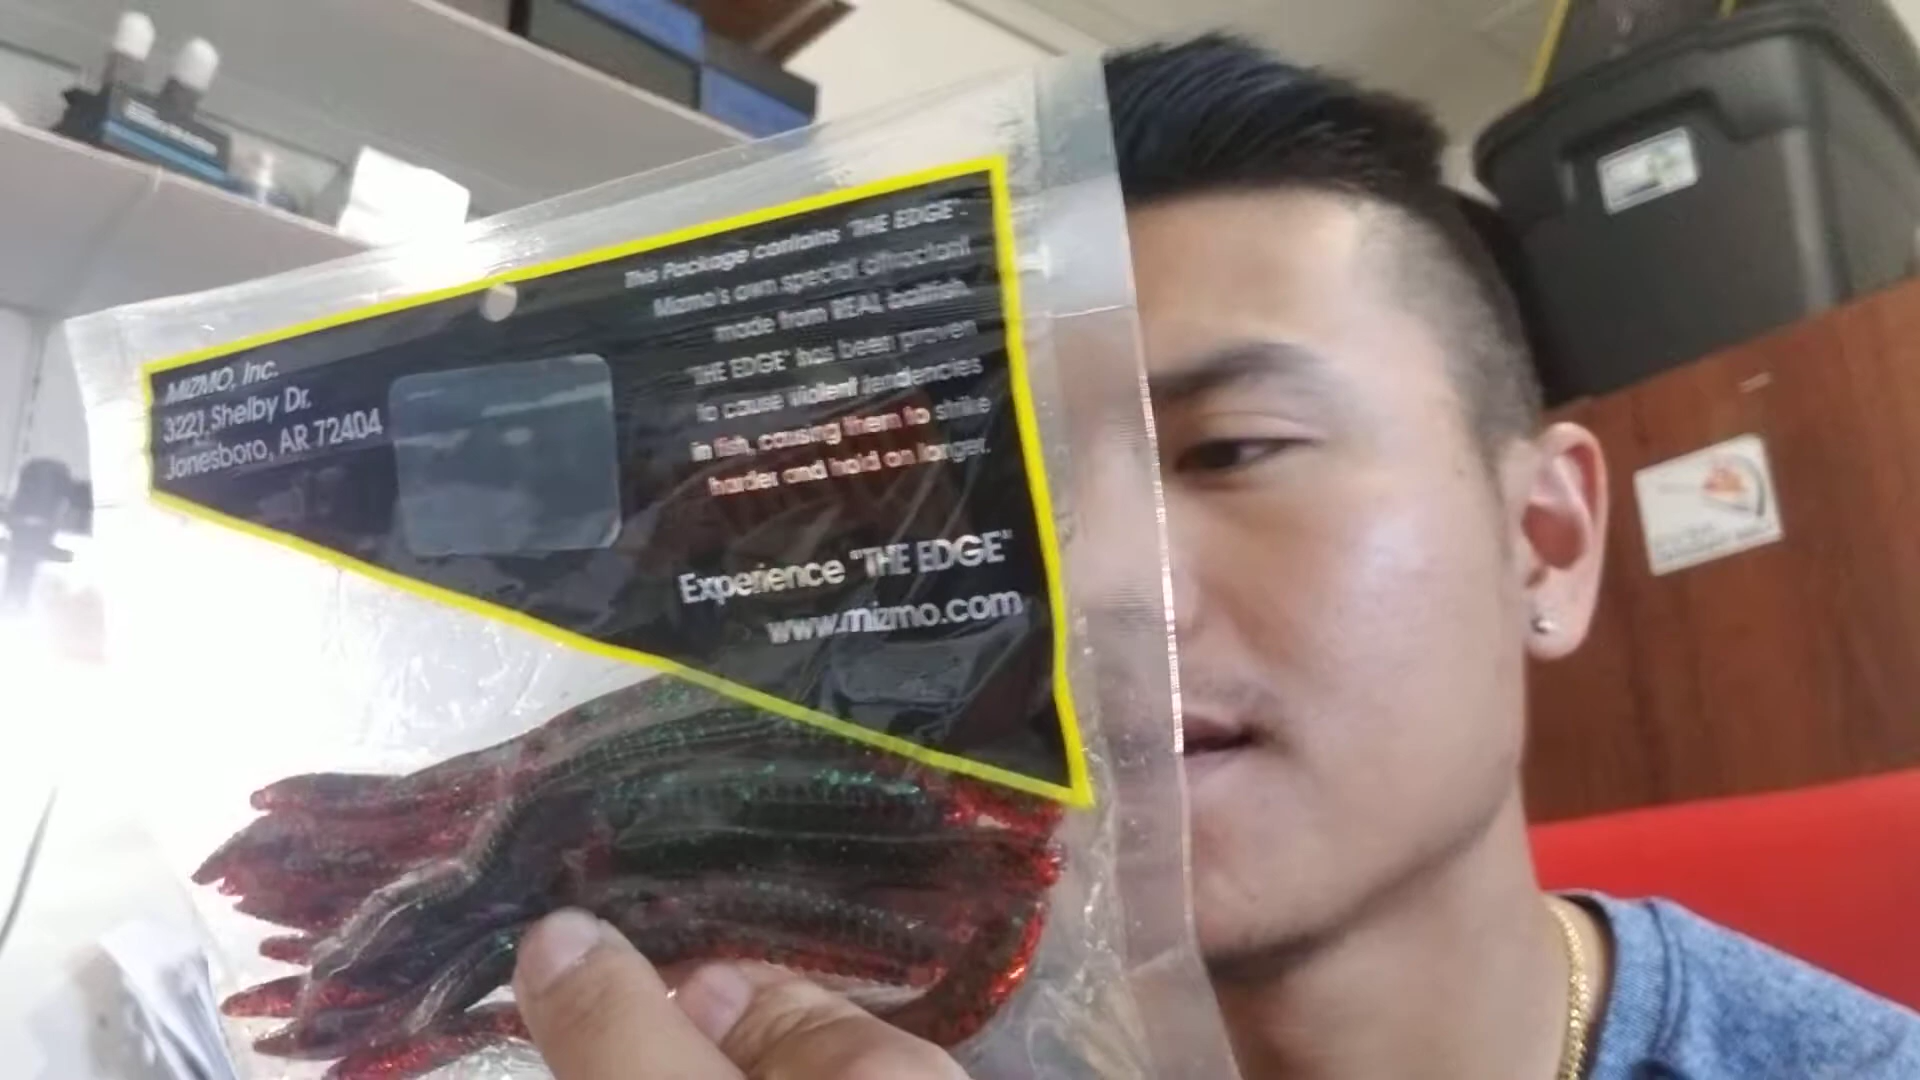 MIZMO, Inc.
3221 Shelby Dr.
Jonesboro, AR 72404
This Package contains "THE EDGE".
Mizmo's own special attractant
made from REAL baitfish.
"THE EDGE" has been proven
to cause violent tendencies
in fish, causing them to strike
harder and hold on longer.
Experience "THE EDGE"
www.mizmo.com